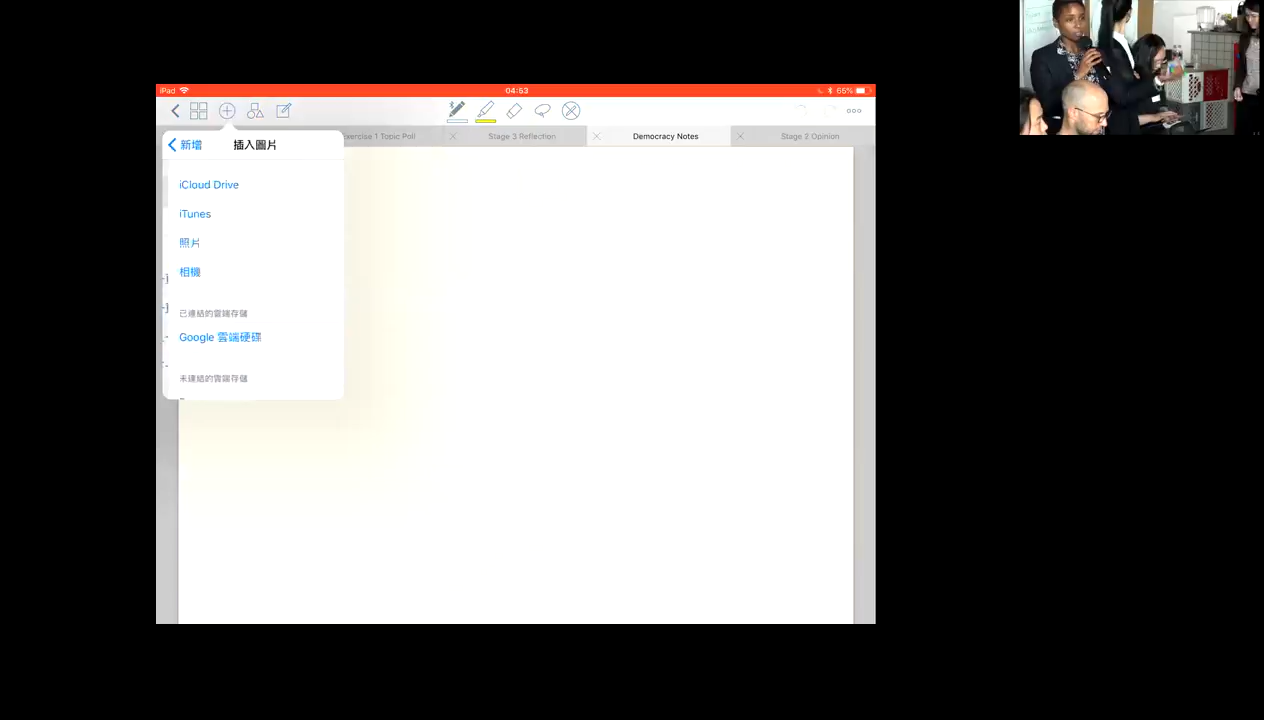 iPad 04:53 65%
Exercise 1 Topic Poll Stage 3 Reflection Democracy Notes Stage 2 Opinion
新增 插入圖片
iCloud Drive
iTunes
照片
相機
已連結的雲端存儲
Google 雲端硬碟
未連結的雲端存儲